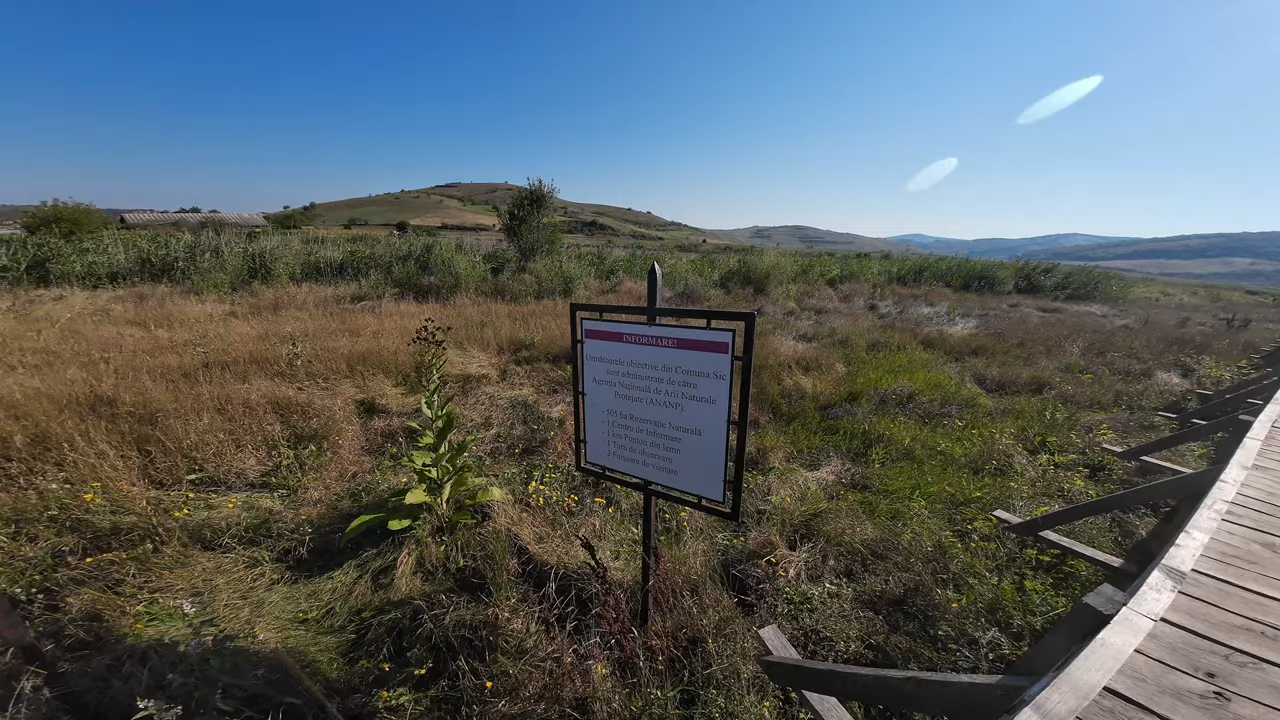 INFORMARE!
Următoarele obiective din Comuna Sic
sunt administrate de către
Agenția Națională de Arii Naturale
Protejate (ANANP).
- 505 ha Rezervație Naturală
- 1 Centru de Informare
- 1 km Ponton din lemn
- 1 Turn de observare
- 2 Foișoare de vizitare